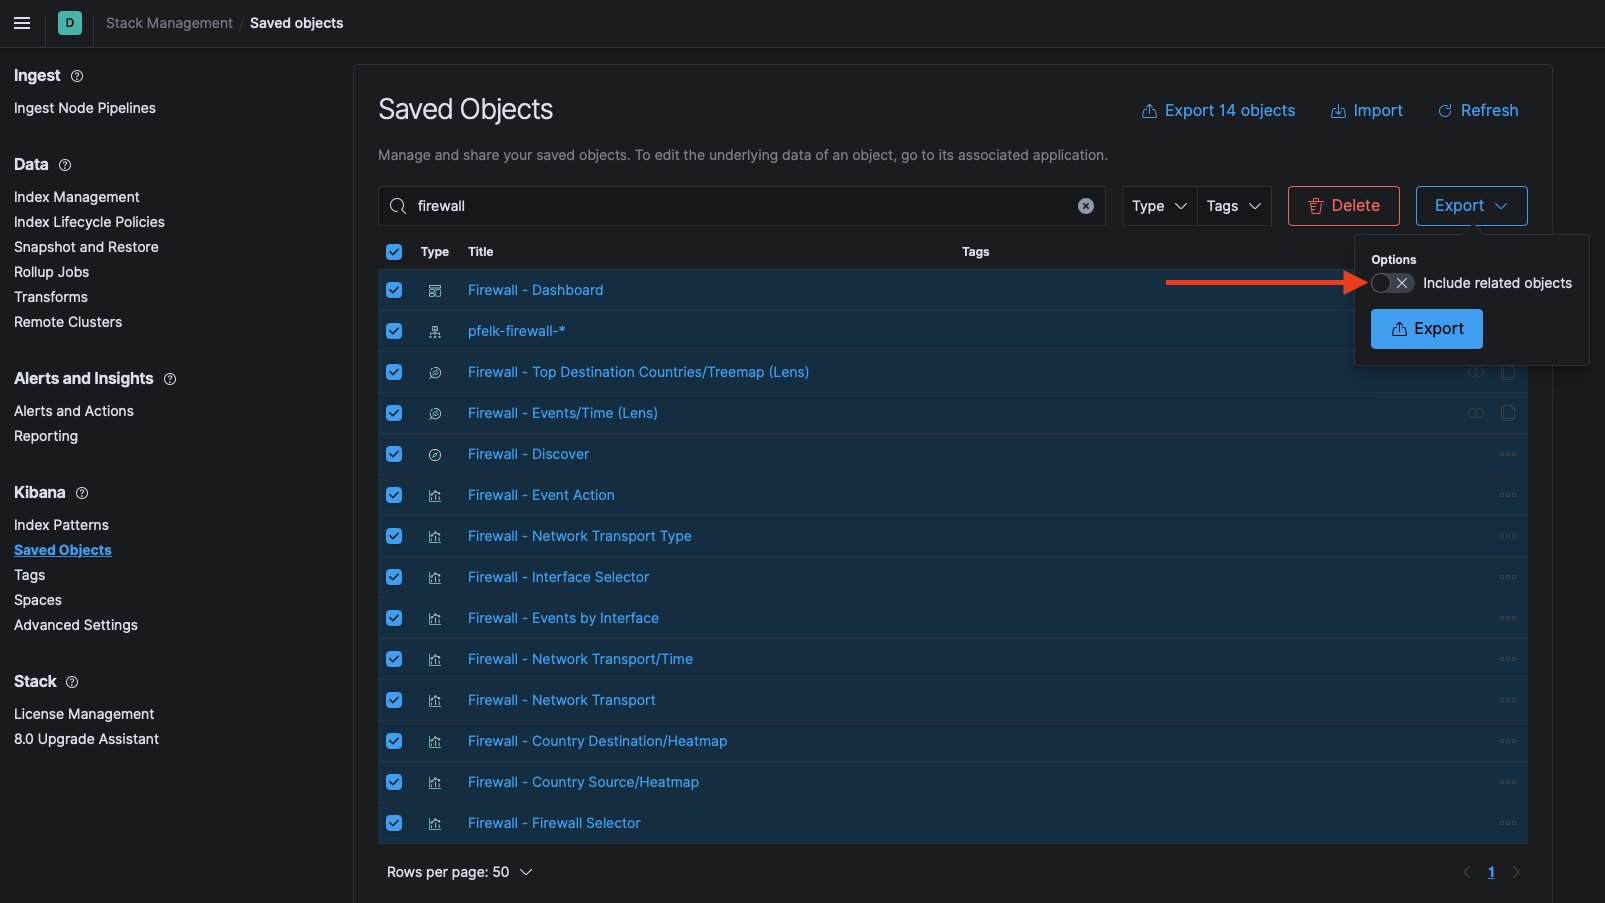 D Stack Management / Saved objects
Ingest
Ingest Node Pipelines
Data
Index Management
Index Lifecycle Policies
Snapshot and Restore
Rollup Jobs
Transforms
Remote Clusters
Alerts and Insights
Alerts and Actions
Reporting
Kibana
Index Patterns
Saved Objects
Tags
Spaces
Advanced Settings
Stack
License Management
8.0 Upgrade Assistant
Saved Objects
Export 14 objects Import Refresh
Manage and share your saved objects. To edit the underlying data of an object, go to its associated application.
firewall Type Tags Delete Export
Type Title Tags
Options
Include related objects
Export
Firewall - Dashboard
pfelk-firewall-*
Firewall - Top Destination Countries/Treemap (Lens)
Firewall - Events/Time (Lens)
Firewall - Discover
Firewall - Event Action
Firewall - Network Transport Type
Firewall - Interface Selector
Firewall - Events by Interface
Firewall - Network Transport/Time
Firewall - Network Transport
Firewall - Country Destination/Heatmap
Firewall - Country Source/Heatmap
Firewall - Firewall Selector
Rows per page: 50 1